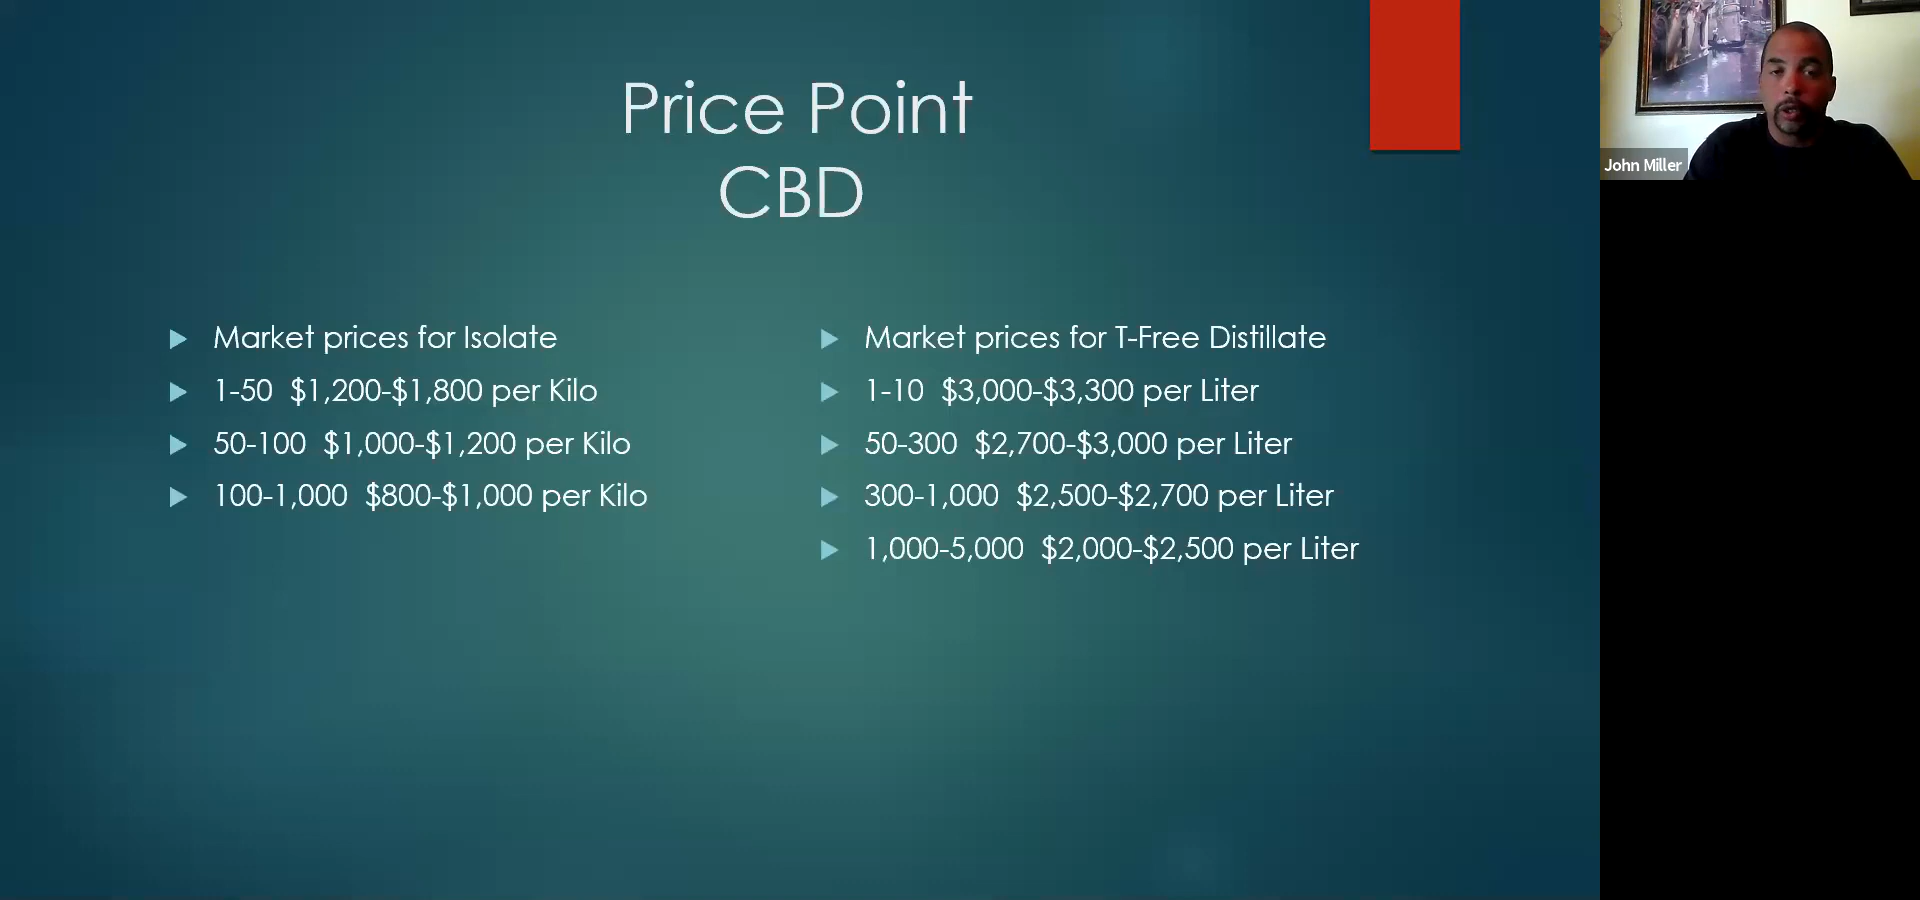 Price Point
CBD
Market prices for Isolate
1-50 $1,200-$1,800 per Kilo
50-100 $1,000-$1,200 per Kilo
100-1,000 $800-$1,000 per Kilo
Market prices for T-Free Distillate
1-10 $3,000-$3,300 per Liter
50-300 $2,700-$3,000 per Liter
300-1,000 $2,500-$2,700 per Liter
1,000-5,000 $2,000-$2,500 per Liter
John Miller